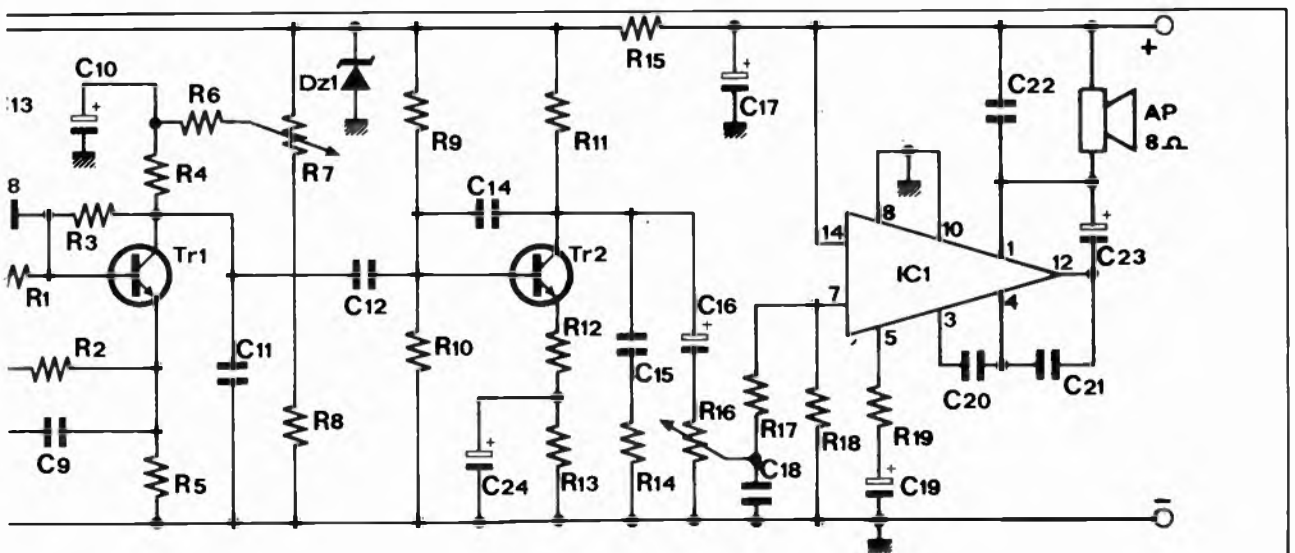 C10
R6
Dz1
R15
+
C17
C22
AP
8Ω
+
R4
R7
R9
R11
8
R3
Tr1
C14
Tr2
14
8
10
IC1
1
12
C23
+
R1
C12
7
3
4
C16
+
R12
5
R2
C11
R10
C15
C20
C21
R8
R16
R17
R18
R19
C9
R5
C24
+
R13
R14
C18
C19
+
-